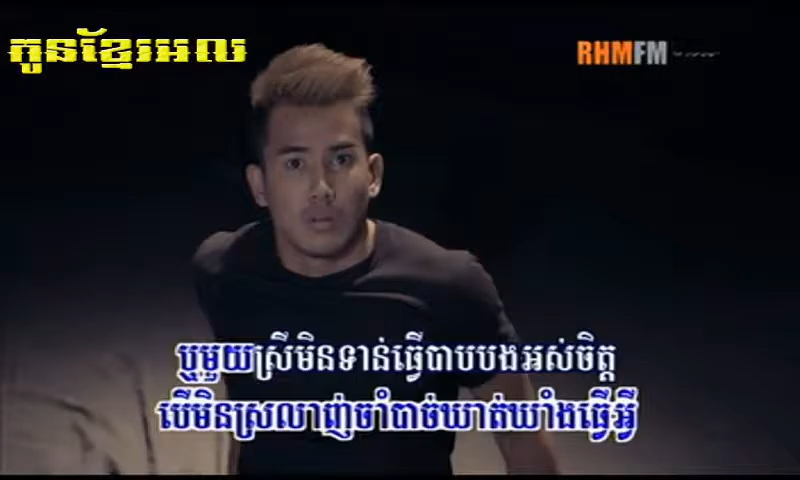 កូនខ្មែរអល
RHMFM
ឬមួយស្រីមិនទាន់ធ្វើបាបបងអស់ចិត្ត
បើមិនស្រលាញ់ចាំបាច់ឃាត់ឃាំងធ្វើអ្វី